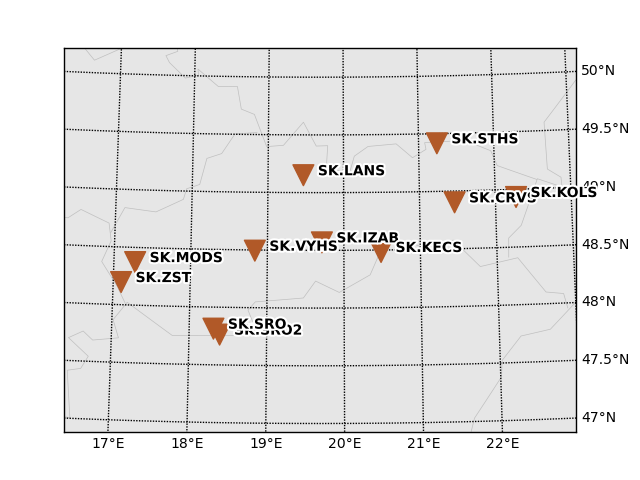 50°N
49.5°N
SK.STHS
SK.LANS
49°N
SK.KOLS
SK.CRVS
SK.IZAB
SK.VYHS
SK.KECS
48.5°N
SK.MODS
SK.ZST
48°N
SK.SRO
SK.SRO2
47.5°N
47°N
17°E 18°E 19°E 20°E 21°E 22°E